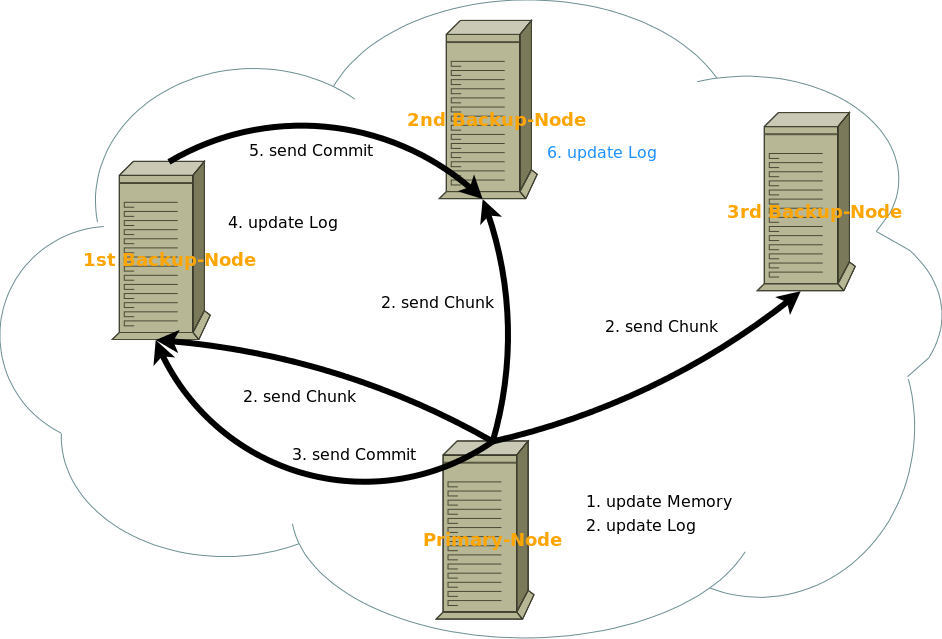 2nd Backup-Node
5. send Commit
6. update Log
3rd Backup-Node
4. update Log
1st Backup-Node
2. send Chunk
2. send Chunk
2. send Chunk
3. send Commit
1. update Memory
2. update Log
Primary-Node